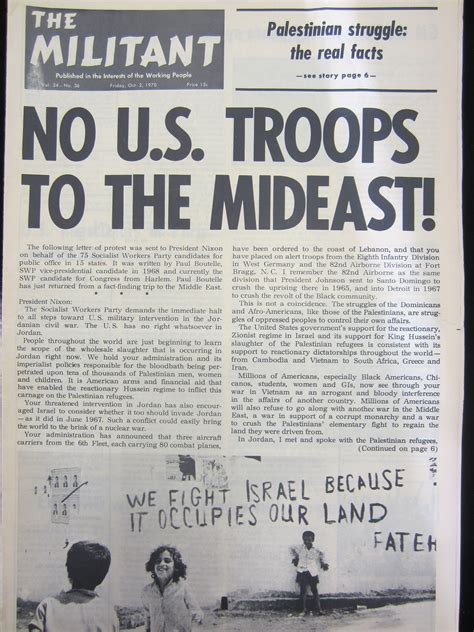 THE
MILITANT
Published in the Interests of the Working People
Vol. 34 - No. 36 Friday, Oct. 2, 1970 Price 15c
Palestinian struggle:
the real facts
—see story page 6—
NO U.S. TROOPS
TO THE MIDEAST!
The following letter of protest was sent to President Nixon
on behalf of the 75 Socialist Workers Party candidates for
public office in 15 states. It was written by Paul Boutelle,
SWP vice-presidential candidate in 1968 and currently the
SWP candidate for Congress from Harlem. Paul Boutelle
has just returned from a fact-finding trip to the Middle East.
* * *
President Nixon:
The Socialist Workers Party demands the immediate halt
to all steps toward U.S. military intervention in the Jor-
danian civil war. The U.S. has no right whatsoever in
Jordan.
People throughout the world are just beginning to learn
the scope of the wholesale slaughter that is occurring in
Jordan right now. We hold your administration and its
imperialist policies responsible for the bloodbath being per-
petrated upon tens of thousands of Palestinian men, women
and children. It is American arms and financial aid that
have enabled the reactionary Hussein regime to inflict this
carnage on the Palestinian refugees.
Your threatened intervention in Jordan has also encour-
aged Israel to consider whether it too should invade Jordan
—as it did in June 1967. Such a conflict could easily bring
the world to the brink of a nuclear war.
Your administration has announced that three aircraft
carriers from the 6th Fleet, each carrying 80 combat planes,
have been ordered to the coast of Lebanon, and that you
have placed on alert troops from the Eighth Infantry Division
in West Germany and the 82nd Airborne Division at Fort
Bragg, N. C. I remember the 82nd Airborne as the same
division that President Johnson sent to Santo Domingo to
crush the uprising there in 1965, and into Detroit in 1967
to crush the revolt of the Black community.
This is not a coincidence. The struggles of the Dominicans
and Afro-Americans, like those of the Palestinians, are strug-
gles of oppressed peoples to control their own affairs.
The United States government's support for the reactionary,
Zionist regime in Israel and its support for King Hussein's
slaughter of the Palestinian refugees is consistent with its
support to reactionary dictatorships throughout the world—
from Cambodia and Vietnam to South Africa, Greece and
Iran.
Millions of Americans, especially Black Americans, Chi-
canos, students, women and GIs, now see through your
war in Vietnam as an arrogant and bloody interference
in the affairs of another country. Millions of Americans
will also refuse to go along with another war in the Middle
East, a war in support of a corrupt monarchy and a war
to crush the Palestinians' elementary fight to regain the
land they were driven from.
In Jordan, I met and spoke with the Palestinian refugees.
(Continued on page 6)
WE FIGHT ISRAEL BECAUSE
IT OCCUPIES OUR LAND
FATEH